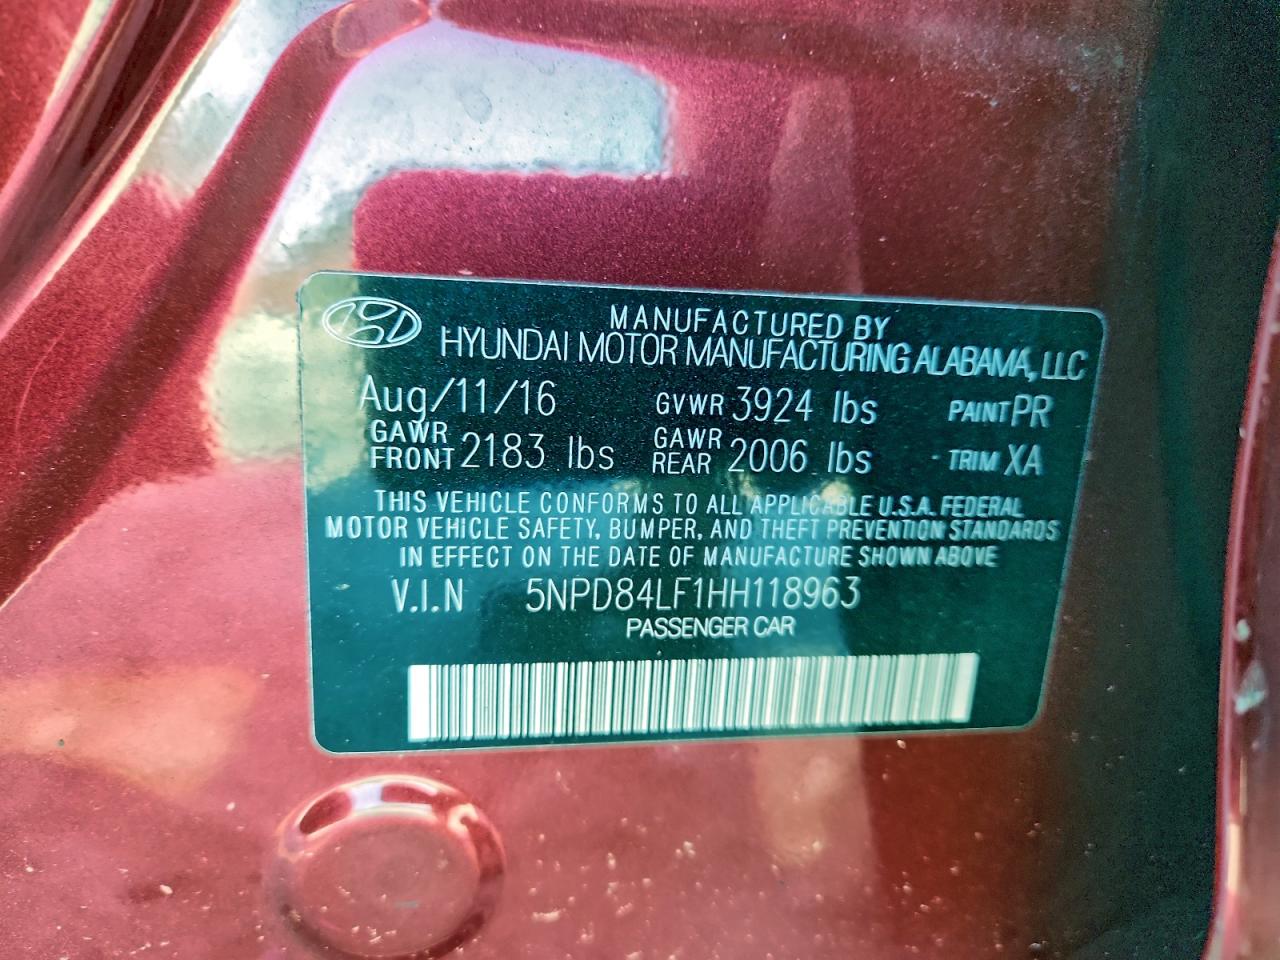 MANUFACTURED BY
HYUNDAI MOTOR MANUFACTURING ALABAMA, LLC
Aug/11/16 GVWR 3924 lbs PAINT PR
GAWR FRONT 2183 lbs GAWR REAR 2006 lbs TRIM XA
THIS VEHICLE CONFORMS TO ALL APPLICABLE U.S.A. FEDERAL
MOTOR VEHICLE SAFETY, BUMPER, AND THEFT PREVENTION STANDARDS
IN EFFECT ON THE DATE OF MANUFACTURE SHOWN ABOVE
V.I.N 5NPD84LF1HH118963
PASSENGER CAR